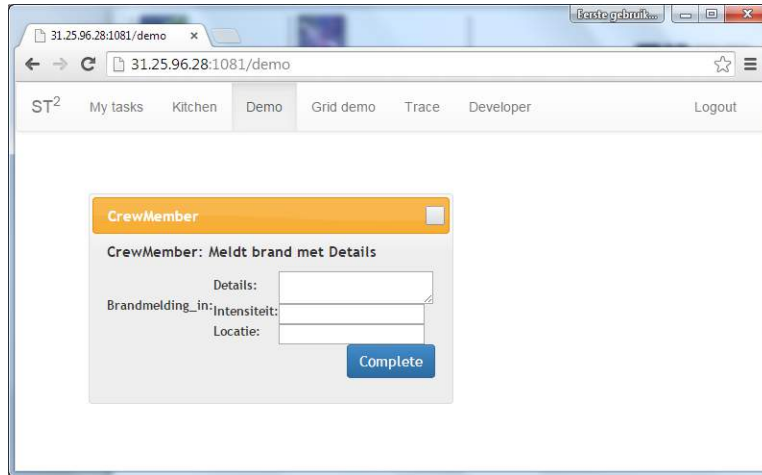 Eerste gebruik...
31.25.96.28:1081/demo
31.25.96.28:1081/demo
ST² My tasks Kitchen Demo Grid demo Trace Developer Logout
CrewMember
CrewMember: Meldt brand met Details
Details:
Brandmelding_in:
Intensiteit:
Locatie:
Complete